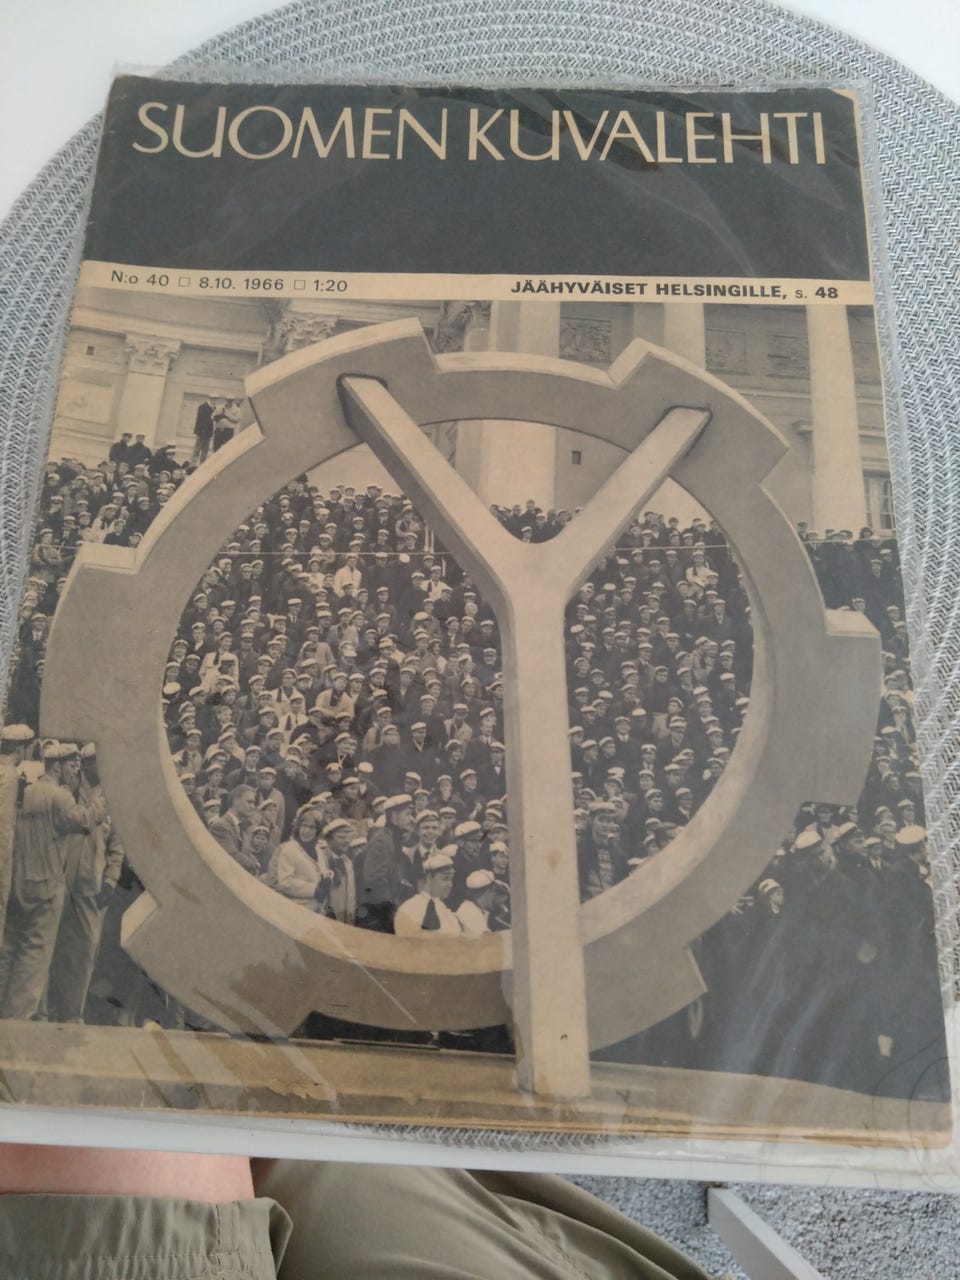 SUOMEN KUVALEHTI
N:o 40 □ 8.10. 1966 □ 1:20 JÄÄHYVÄISET HELSINGILLE, s. 48